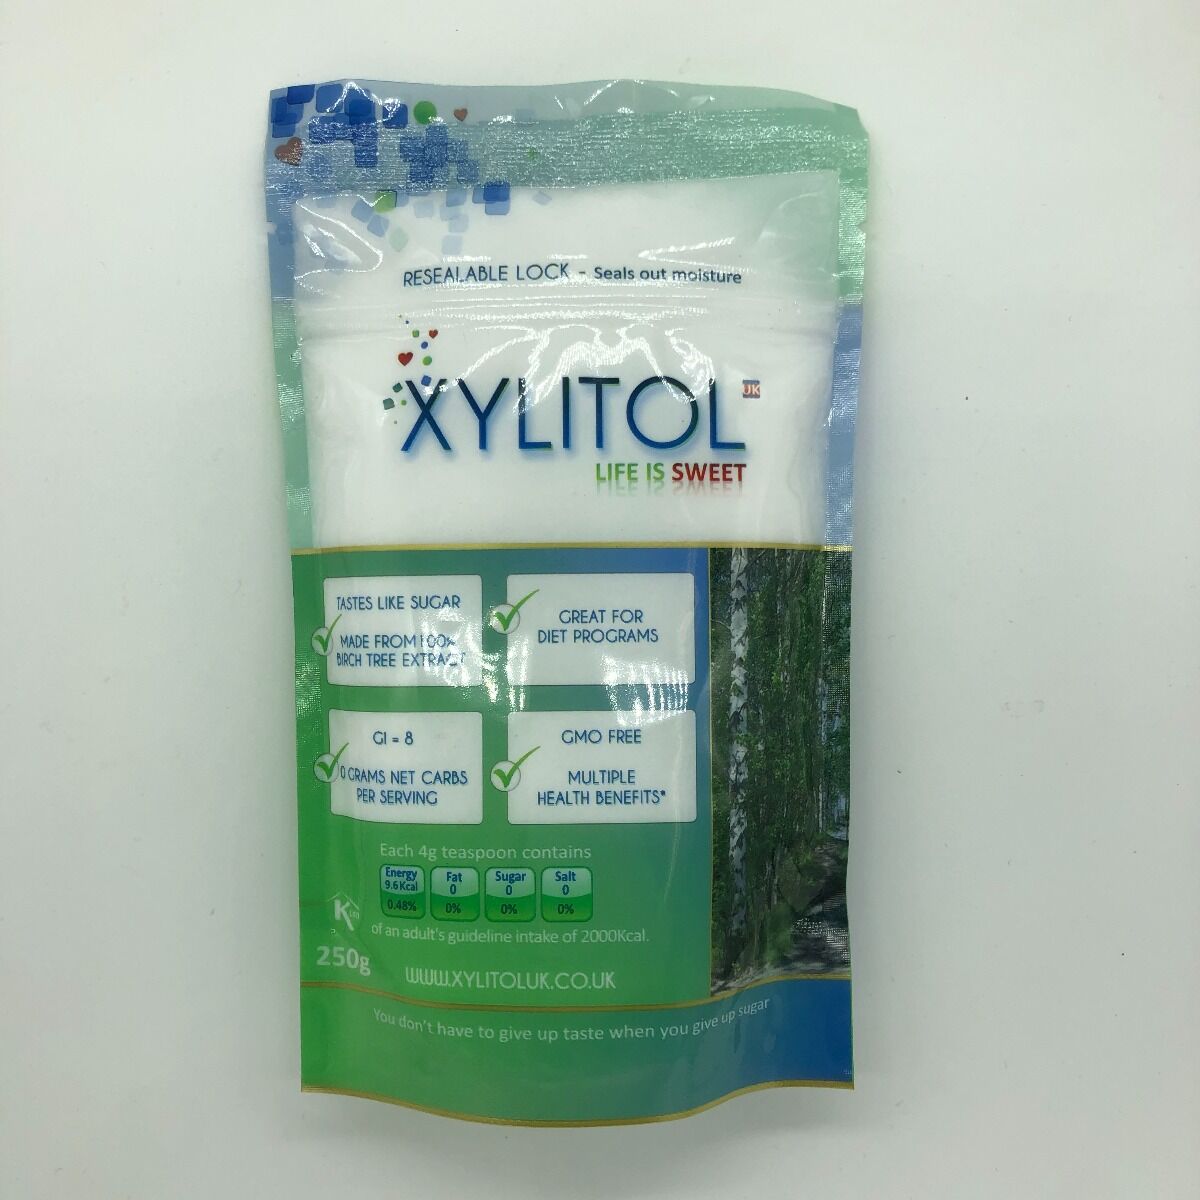 RESEALABLE LOCK - Seals out moisture
XYLITOL UK
LIFE IS SWEET
TASTES LIKE SUGAR
MADE FROM 100%
BIRCH TREE EXTRACT
GREAT FOR
DIET PROGRAMS
GI = 8
0 GRAMS NET CARBS
PER SERVING
GMO FREE
MULTIPLE
HEALTH BENEFITS*
Each 4g teaspoon contains
Energy 9.6Kcal 0.48%
Fat 0 0%
Sugar 0 0%
Salt 0 0%
of an adult's guideline intake of 2000Kcal.
K
250g
WWW.XYLITOLUK.CO.UK
You don't have to give up taste when you give up sugar